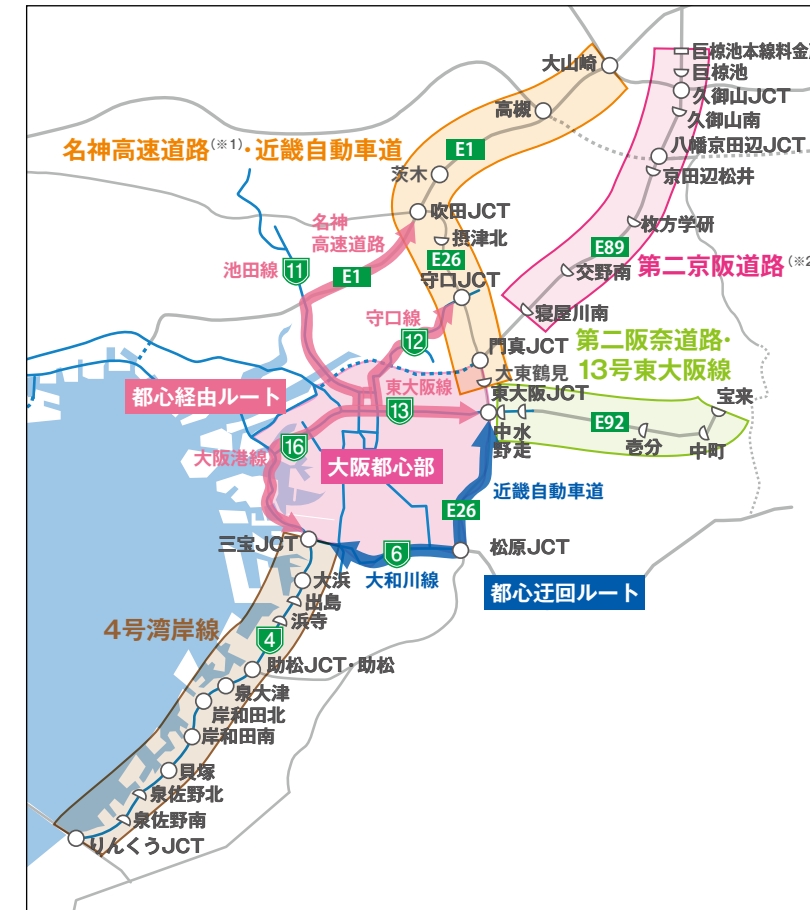 大山崎
巨椋池本線料金
巨椋池
久御山JCT
久御山南
高槻
八幡京田辺JCT
名神高速道路(※1)・近畿自動車道
E1
茨木
京田辺松井
吹田JCT
枚方学研
名神
高速道路
摂津北
E89
池田線
11
E1
E26
交野南
第二京阪道路(※2
守口JCT
寝屋川南
守口線
12
門真JCT
第二阪奈道路・
13号東大阪線
大東鶴見
都心経由ルート
東大阪線
東大阪JCT
宝来
13
E92
中野
水走
壱分
中町
16
大阪港線
大阪都心部
近畿自動車道
E26
三宝JCT
6
松原JCT
大和川線
都心迂回ルート
大浜
出島
浜寺
4号湾岸線
4
助松JCT・助松
泉大津
岸和田北
岸和田南
貝塚
泉佐野北
泉佐野南
りんくうJCT